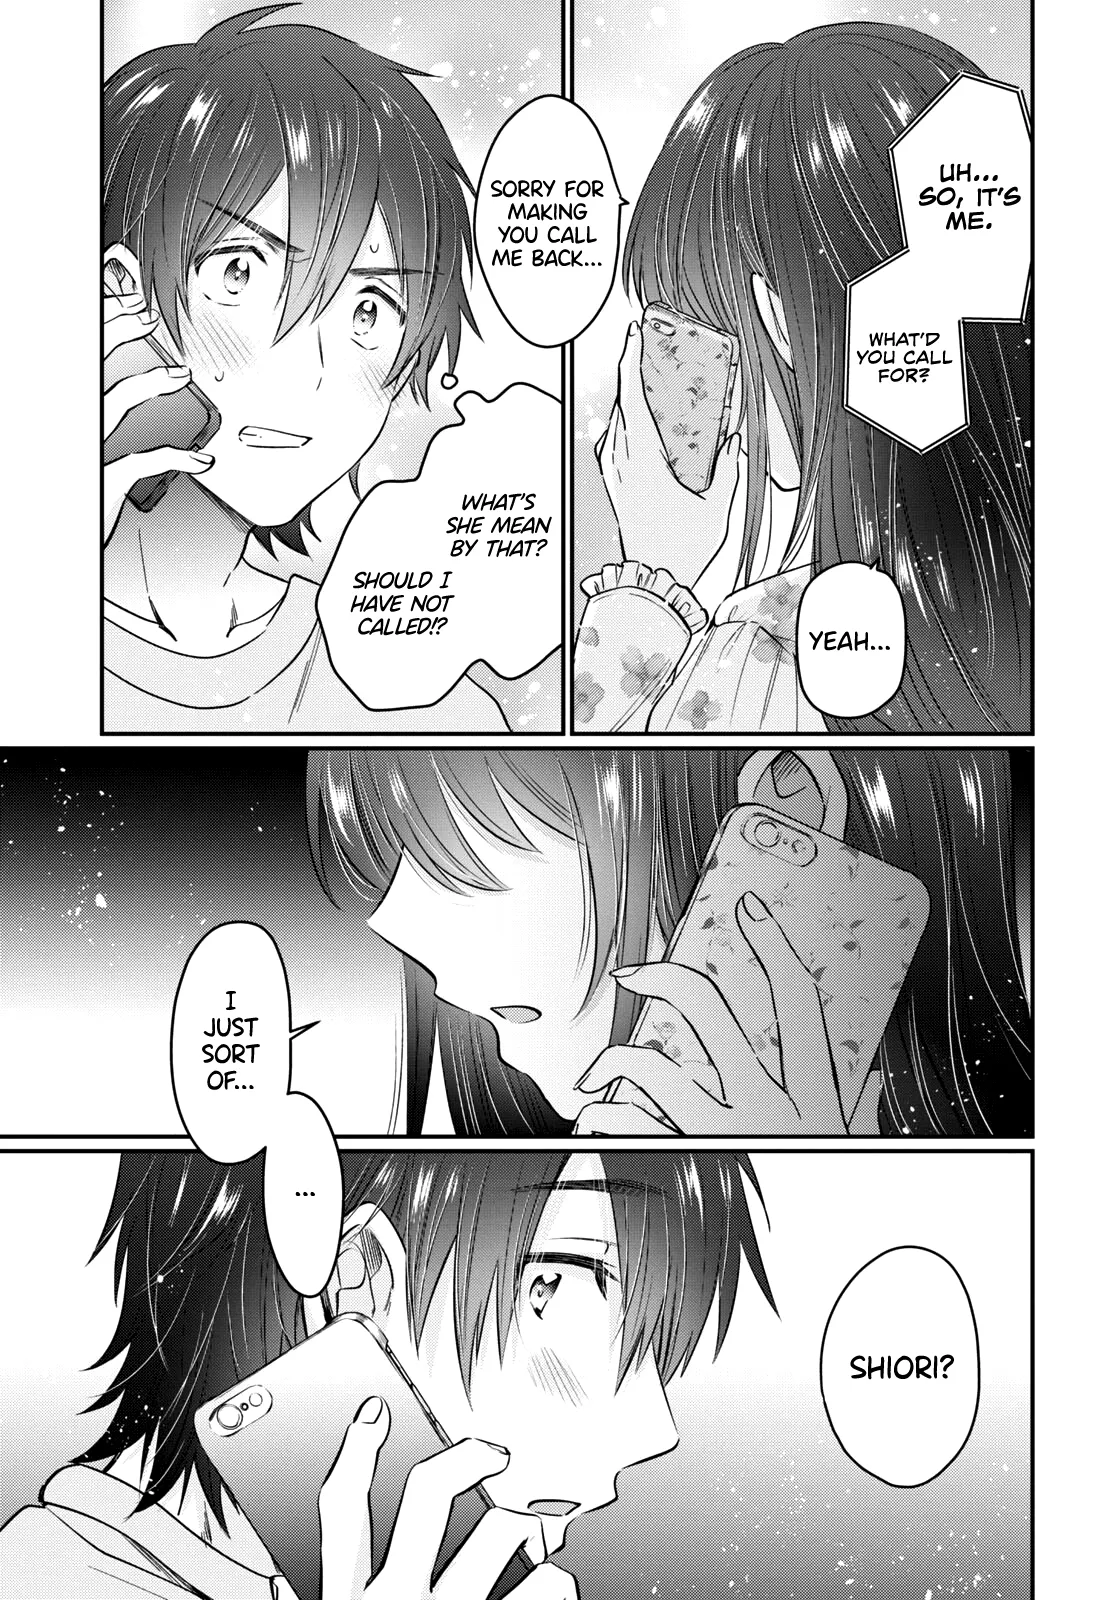 UH...
SO, IT'S
ME.
WHAT'D
YOU CALL
FOR?
YEAH...
SORRY FOR
MAKING
YOU CALL
ME BACK...
WHAT'S
SHE MEAN
BY THAT?
SHOULD I
HAVE NOT
CALLED!?
I
JUST
SORT
OF...
...
SHIORI?